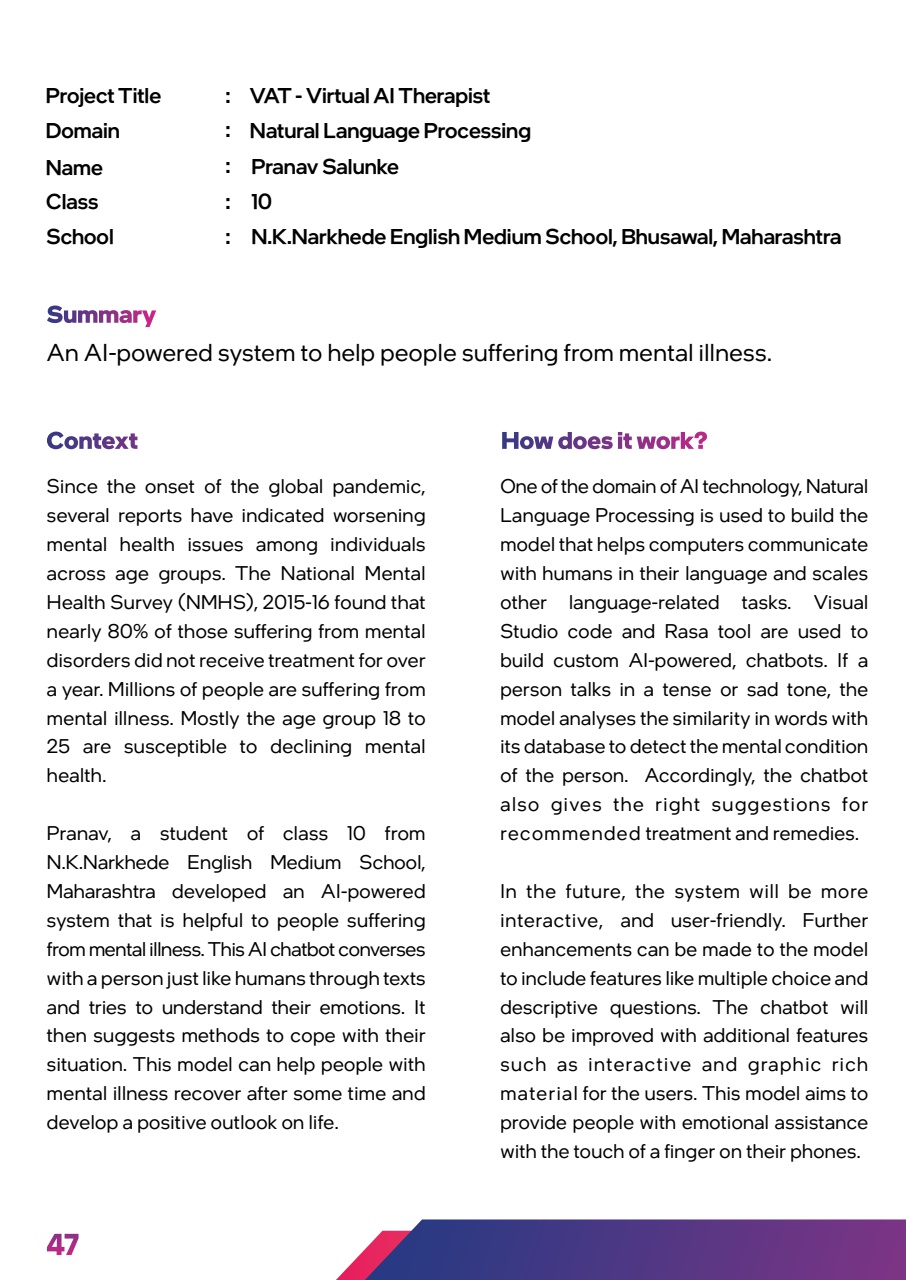 Project Title : VAT - Virtual AI Therapist
Domain : Natural Language Processing
Name : Pranav Salunke
Class : 10
School : N.K.Narkhede English Medium School, Bhusawal, Maharashtra
Summary
An AI-powered system to help people suffering from mental illness.
Context
Since the onset of the global pandemic,
several reports have indicated worsening
mental health issues among individuals
across age groups. The National Mental
Health Survey (NMHS), 2015-16 found that
nearly 80% of those suffering from mental
disorders did not receive treatment for over
a year. Millions of people are suffering from
mental illness. Mostly the age group 18 to
25 are susceptible to declining mental
health.
Pranav, a student of class 10 from
N.K.Narkhede English Medium School,
Maharashtra developed an AI-powered
system that is helpful to people suffering
from mental illness. This AI chatbot converses
with a person just like humans through texts
and tries to understand their emotions. It
then suggests methods to cope with their
situation. This model can help people with
mental illness recover after some time and
develop a positive outlook on life.
How does it work?
One of the domain of AI technology, Natural
Language Processing is used to build the
model that helps computers communicate
with humans in their language and scales
other language-related tasks. Visual
Studio code and Rasa tool are used to
build custom AI-powered, chatbots. If a
person talks in a tense or sad tone, the
model analyses the similarity in words with
its database to detect the mental condition
of the person. Accordingly, the chatbot
also gives the right suggestions for
recommended treatment and remedies.
In the future, the system will be more
interactive, and user-friendly. Further
enhancements can be made to the model
to include features like multiple choice and
descriptive questions. The chatbot will
also be improved with additional features
such as interactive and graphic rich
material for the users. This model aims to
provide people with emotional assistance
with the touch of a finger on their phones.
47